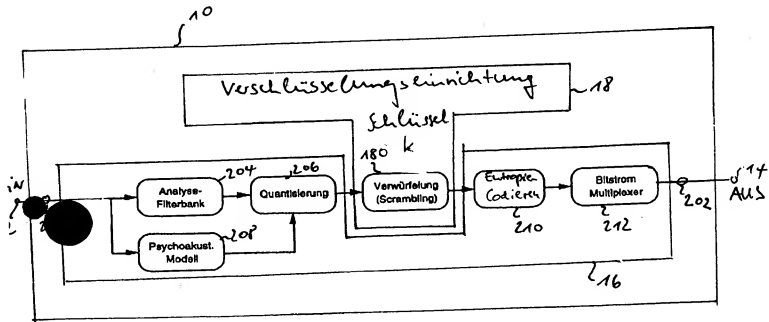 10
Verschlüsselungseinrichtung
18
Schlüssel
k
204
206
180
Analyse-
Filterbank
Quantisierung
Verwürfelung
(Scrambling)
Entropie
Codieren
Bitstrom
Multiplexer
14
AUS
202
208
210
212
Psychoakust.
Modell
16